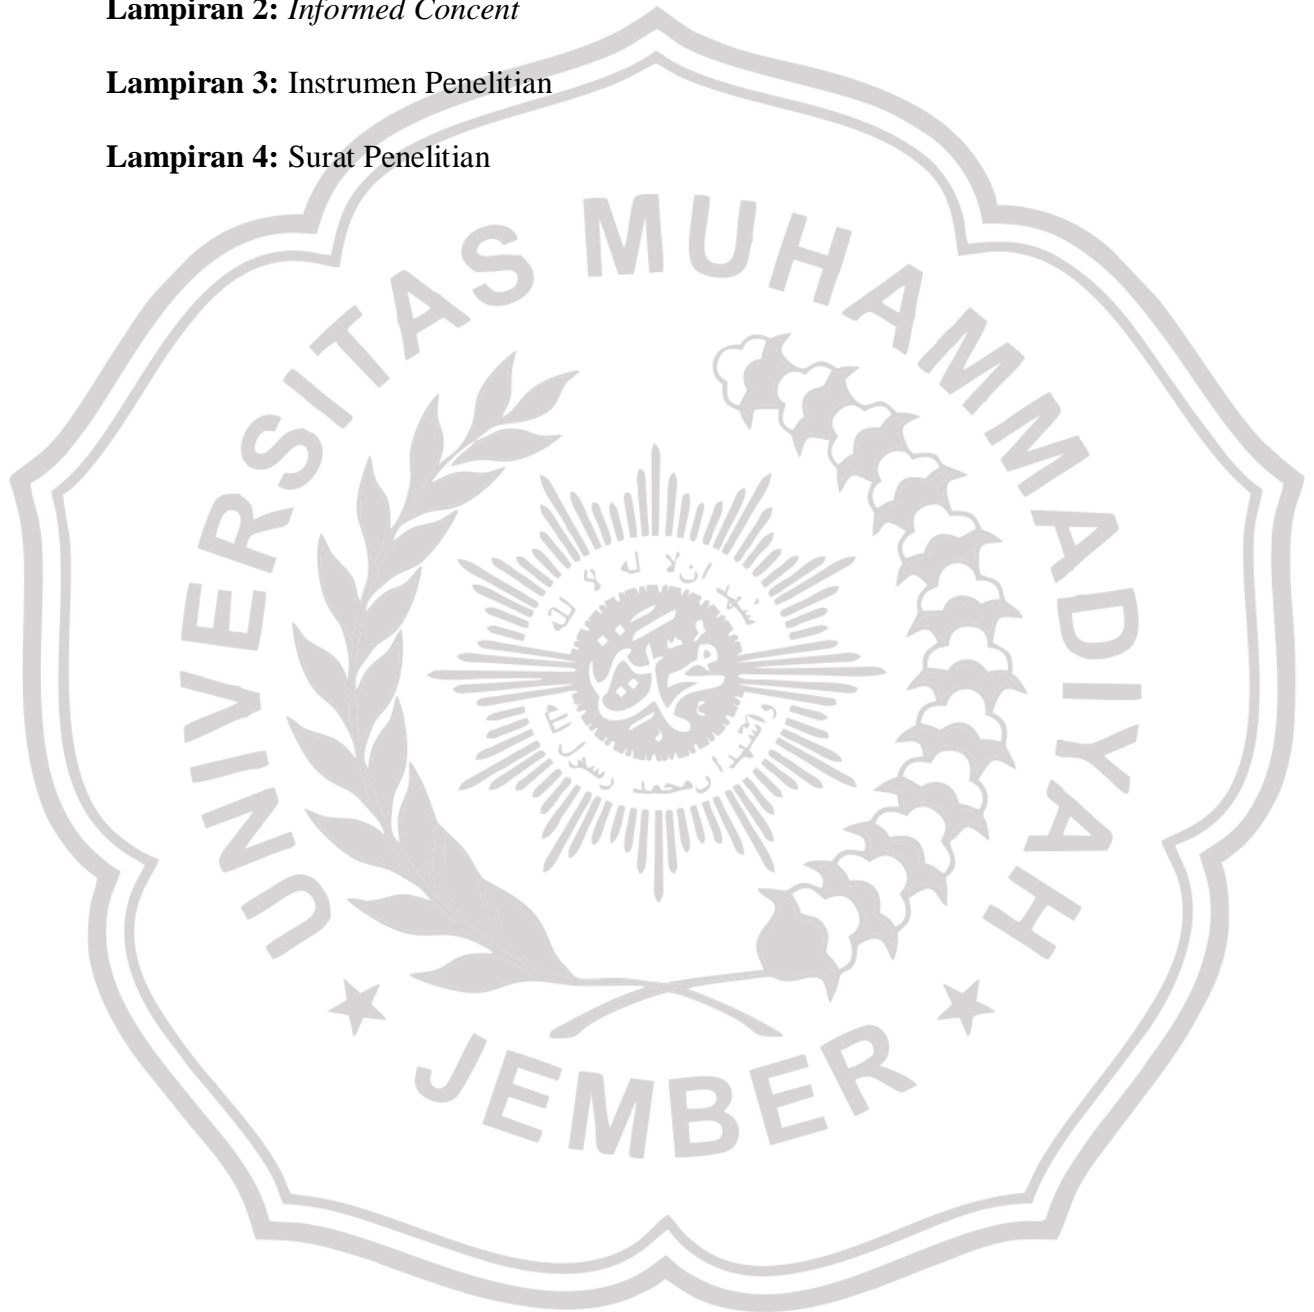 Lampiran 2: Informed Concent
Lampiran 3: Instrumen Penelitian
Lampiran 4: Surat Penelitian
UNIVERSITAS MUHAMMADIYAH
JEMBER